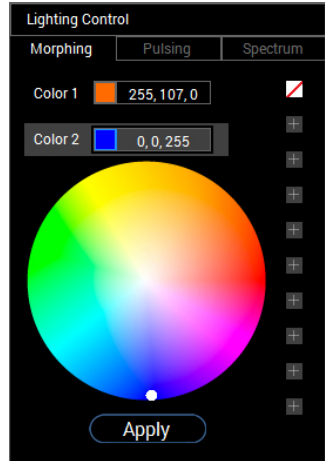 Lighting Control
Morphing Pulsing Spectrum
Color 1 255, 107, 0
Color 2 0, 0, 255
Apply